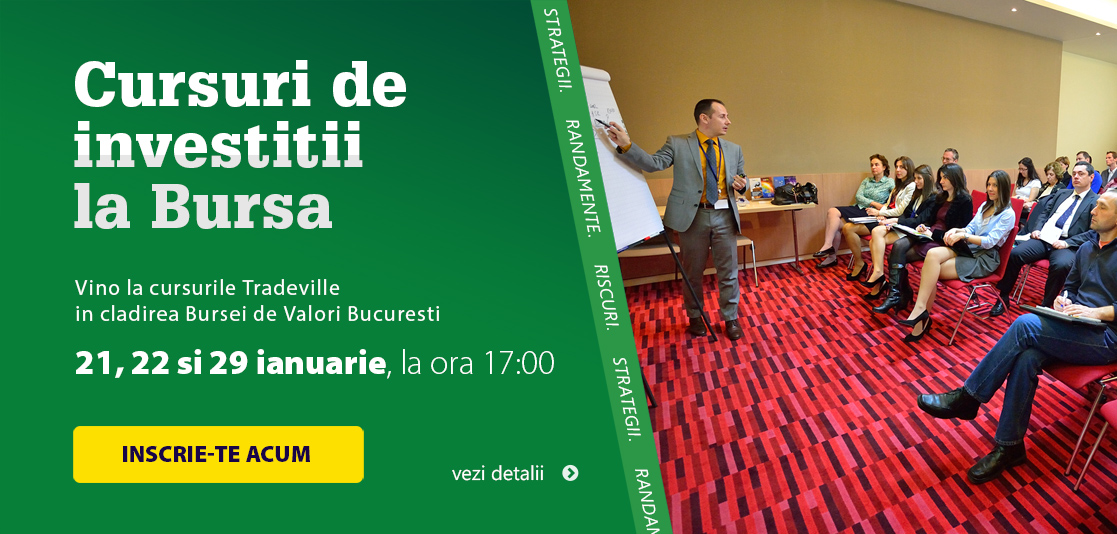 Cursuri de
investitii
la Bursa
Vino la cursurile Tradeville
in cladirea Bursei de Valori Bucuresti
21, 22 si 29 ianuarie, la ora 17:00
INSCRIE-TE ACUM
vezi detalii
STRATEGII.
RANDAMENTE.
RISCURI.
STRATEGII.
RANDAM